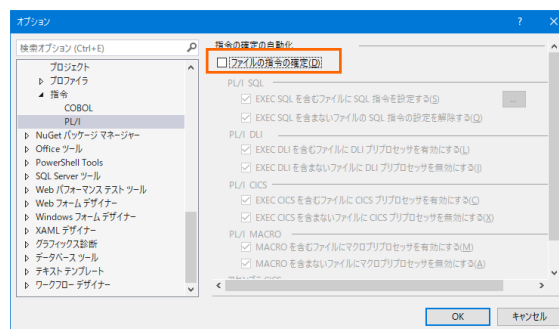 オプション
? ×
検索オプション (Ctrl+E)
プロジェクト
プロファイラ
指令
COBOL
PL/I
NuGet パッケージ マネージャー
Office ツール
PowerShell Tools
SQL Server ツール
Web パフォーマンス テスト ツール
Web フォーム デザイナー
Windows フォーム デザイナー
XAML デザイナー
グラフィックス診断
データベース ツール
テキスト テンプレート
ワークフロー デザイナー
指令の確定の自動化
ファイルの指令の確定(D)
PL/I SQL
EXEC SQL を含むファイルに SQL 指令を設定する(S)
...
EXEC SQL を含まないファイルの SQL 指令の設定を解除する(Q)
PL/I DLI
EXEC DLI を含むファイルに DLI プリプロセッサを有効にする(L)
EXEC DLI を含まないファイルに DLI プリプロセッサを無効にする(I)
PL/I CICS
EXEC CICS を含むファイルに CICS プリプロセッサを有効にする(C)
EXEC CICS を含まないファイルに CICS プリプロセッサを無効にする(X)
PL/I MACRO
MACRO を含むファイルにマクロプリプロセッサを有効にする(M)
MACRO を含まないファイルにマクロプリプロセッサを無効にする(A)
OK
キャンセル